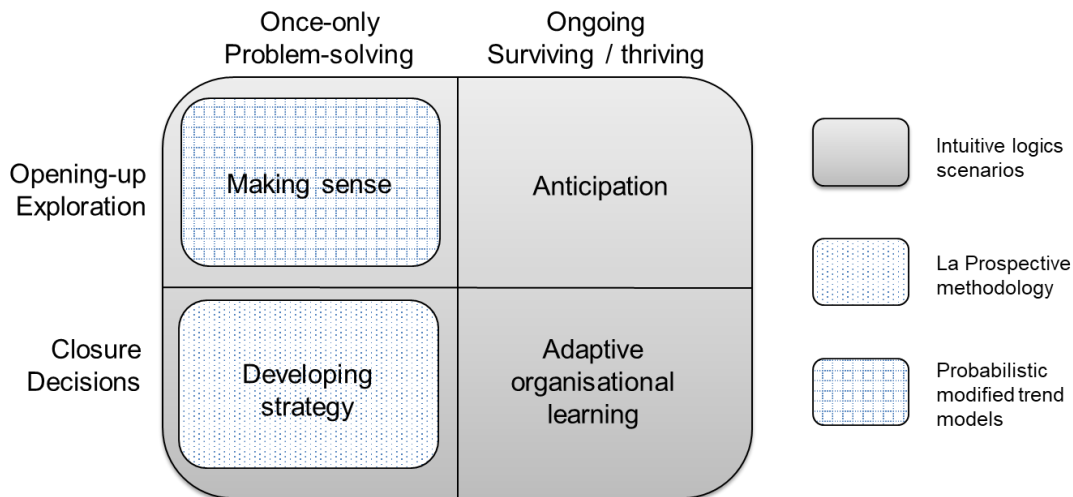 Once-only
Problem-solving
Ongoing
Surviving / thriving
Opening-up
Exploration
Making sense
Anticipation
Closure
Decisions
Developing
strategy
Adaptive
organisational
learning
Intuitive logics
scenarios
La Prospective
methodology
Probabilistic
modified trend
models